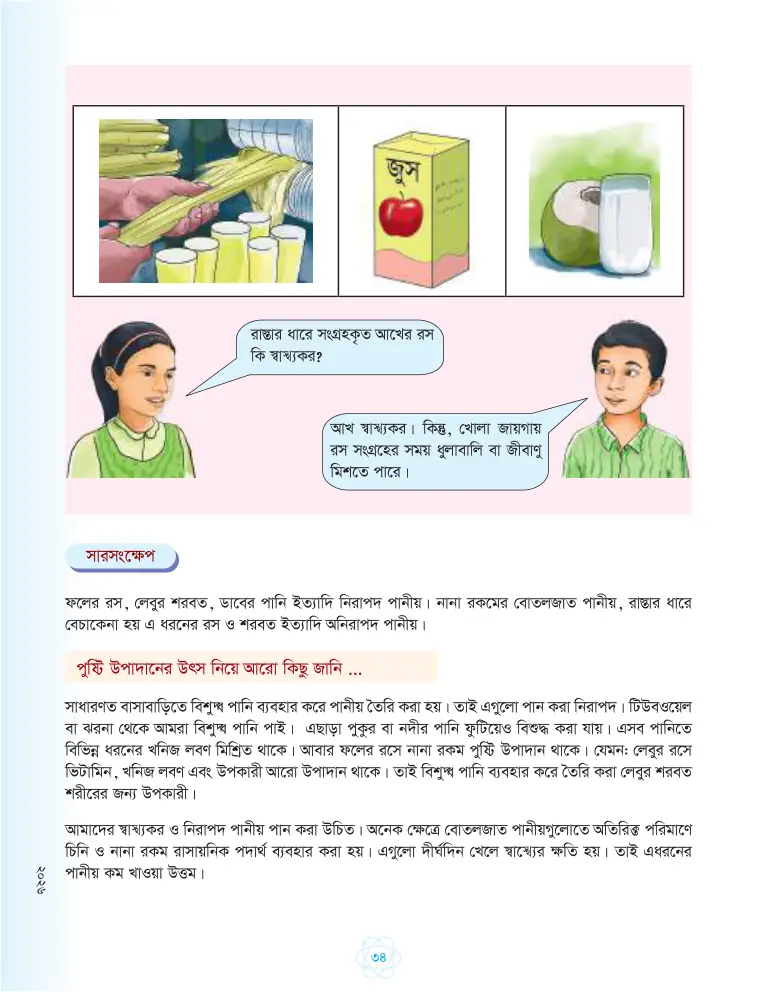 জুস
রাস্তার ধারে সংগ্রহকৃত আখের রস
কি স্বাস্থ্যকর?
আখ স্বাস্থ্যকর। কিন্তু, খোলা জায়গায়
রস সংগ্রহের সময় ধুলাবালি বা জীবাণু
মিশতে পারে।
সারসংক্ষেপ
ফলের রস, লেবুর শরবত, ডাবের পানি ইত্যাদি নিরাপদ পানীয়। নানা রকমের বোতলজাত পানীয়, রাস্তার ধারে
বেচাকেনা হয় এ ধরনের রস ও শরবত ইত্যাদি অনিরাপদ পানীয়।
পুষ্টি উপাদানের উৎস নিয়ে আরো কিছু জানি ...
সাধারণত বাসাবাড়িতে বিশুদ্ধ পানি ব্যবহার করে পানীয় তৈরি করা হয়। তাই এগুলো পান করা নিরাপদ। টিউবওয়েল
বা ঝরনা থেকে আমরা বিশুদ্ধ পানি পাই। এছাড়া পুকুর বা নদীর পানি ফুটিয়েও বিশুদ্ধ করা যায়। এসব পানিতে
বিভিন্ন ধরনের খনিজ লবণ মিশ্রিত থাকে। আবার ফলের রসে নানা রকম পুষ্টি উপাদান থাকে। যেমন: লেবুর রসে
ভিটামিন, খনিজ লবণ এবং উপকারী আরো উপাদান থাকে। তাই বিশুদ্ধ পানি ব্যবহার করে তৈরি করা লেবুর শরবত
শরীরের জন্য উপকারী।
আমাদের স্বাস্থ্যকর ও নিরাপদ পানীয় পান করা উচিত। অনেক ক্ষেত্রে বোতলজাত পানীয়গুলোতে অতিরিক্ত পরিমাণে
চিনি ও নানা রকম রাসায়নিক পদার্থ ব্যবহার করা হয়। এগুলো দীর্ঘদিন খেলে স্বাস্থ্যের ক্ষতি হয়। তাই এধরনের
পানীয় কম খাওয়া উত্তম।
২০২৫
৩৪